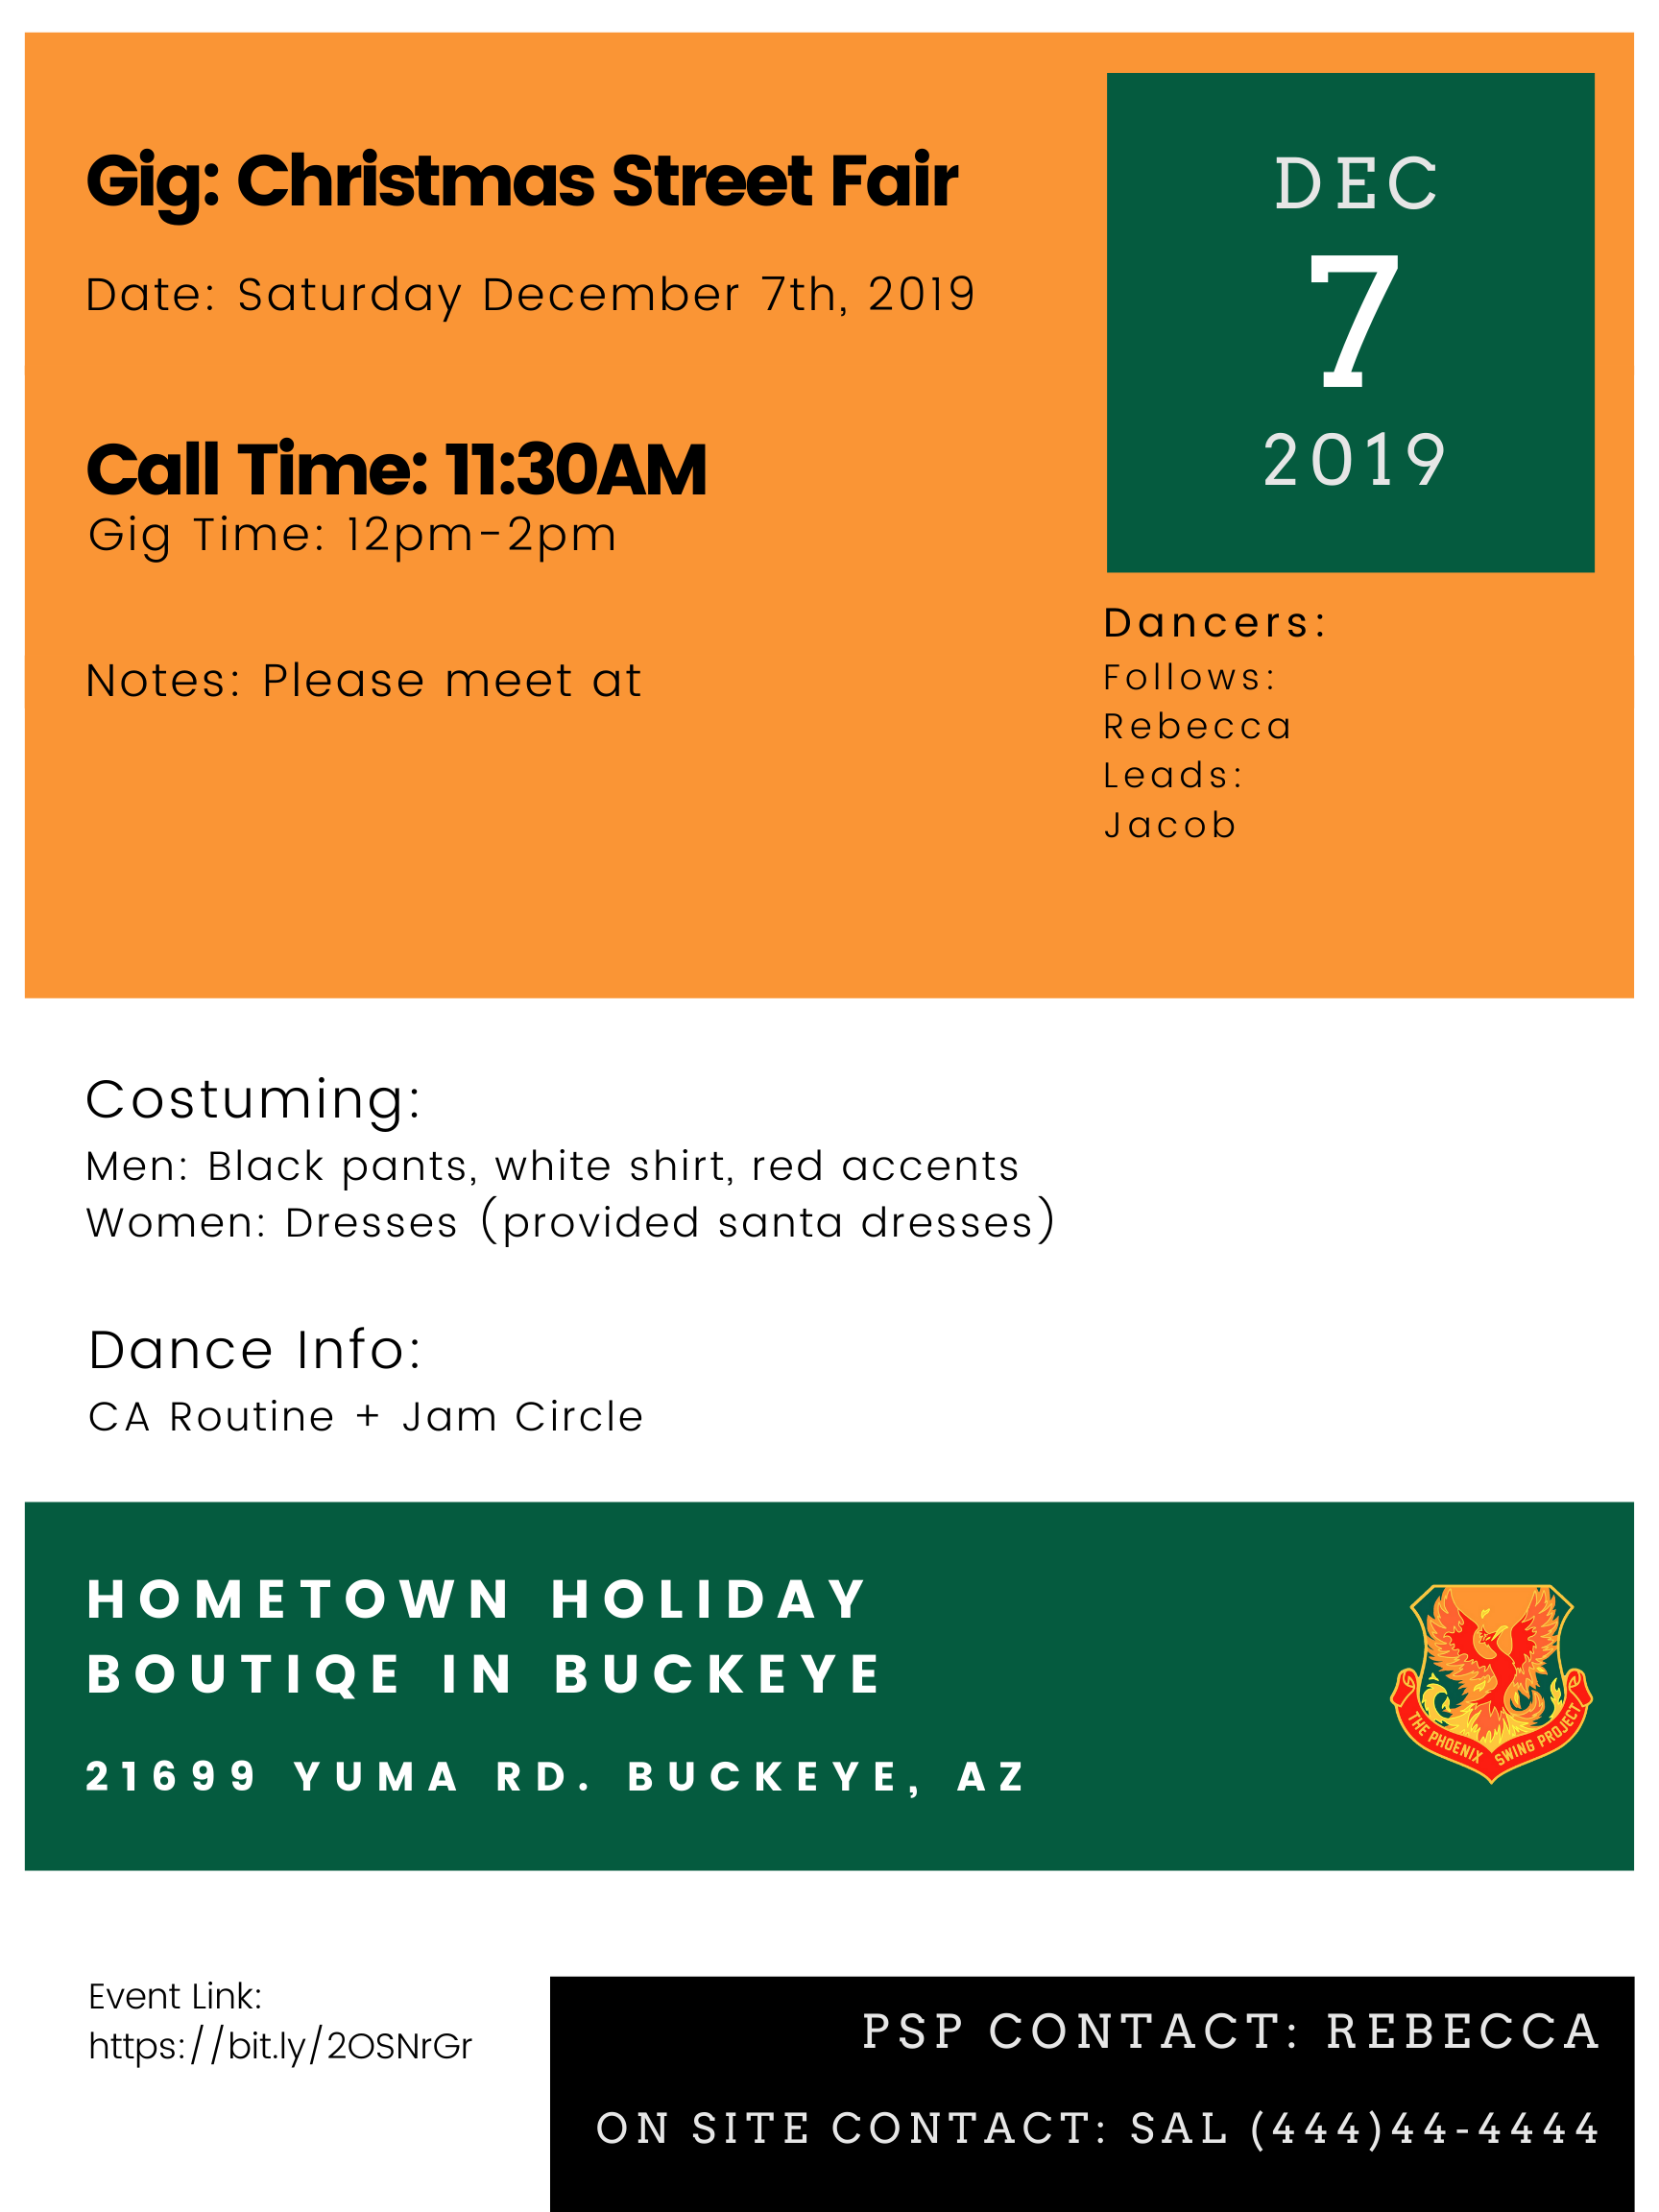 Gig: Christmas Street Fair
Date: Saturday December 7th, 2019
Call Time: 11:30AM
Gig Time: 12pm-2pm
Notes: Please meet at
DEC
7
2019
Dancers:
Follows:
Rebecca
Leads:
Jacob
Costuming:
Men: Black pants, white shirt, red accents
Women: Dresses (provided santa dresses)
Dance Info:
CA Routine + Jam Circle
HOMETOWN HOLIDAY
BOUTIQE IN BUCKEYE
21699 YUMA RD. BUCKEYE, AZ
THE PHOENIX SWING PROJECT
Event Link:
https://bit.ly/2OSNrGr
PSP CONTACT: REBECCA
ON SITE CONTACT: SAL (444)44-4444